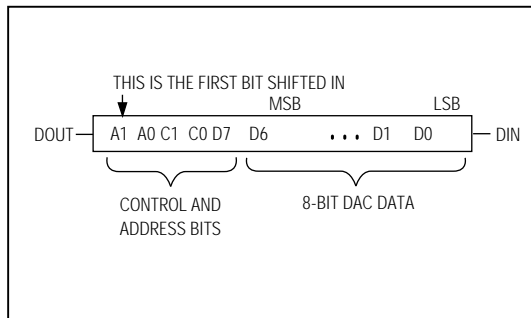 THIS IS THE FIRST BIT SHIFTED IN
MSB LSB
DOUT A1 A0 C1 C0 D7 D6 ... D1 D0 DIN
CONTROL AND
ADDRESS BITS
8-BIT DAC DATA